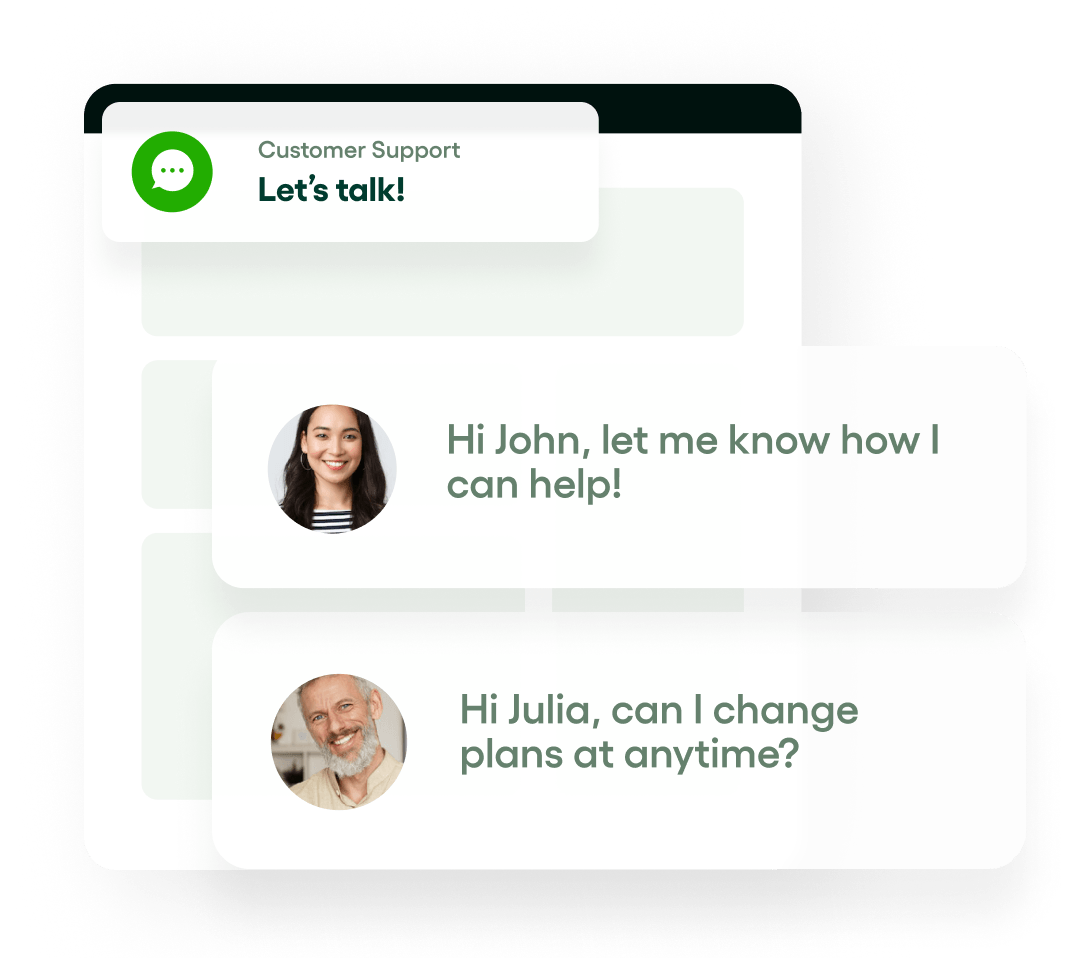 Customer Support
Let’s talk!
Hi John, let me know how I
can help!
Hi Julia, can I change
plans at anytime?